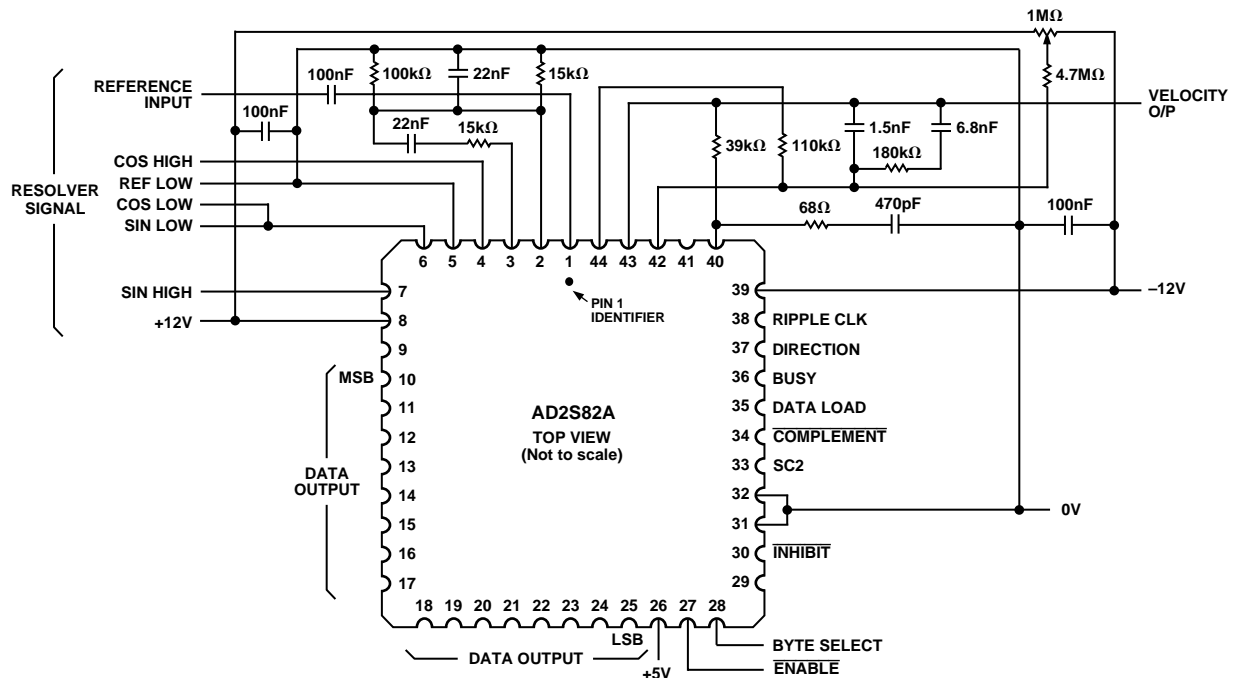 1MΩ
100nF
100kΩ
22nF
15kΩ
4.7MΩ
REFERENCE
INPUT
VELOCITY
O/P
100nF
22nF
15kΩ
39kΩ
110kΩ
1.5nF
6.8nF
180kΩ
RESOLVER
SIGNAL
COS HIGH
REF LOW
COS LOW
SIN LOW
68Ω
470pF
100nF
6 5 4 3 2 1 44 43 42 41 40
SIN HIGH
+12V
PIN 1
IDENTIFIER
–12V
7
8
9
MSB 10
11
12
13
14
15
16
17
DATA
OUTPUT
AD2S82A
TOP VIEW
(Not to scale)
39
38 RIPPLE CLK
37 DIRECTION
36 BUSY
35 DATA LOAD
34 COMPLEMENT
33 SC2
32
31
0V
30 INHIBIT
29
18 19 20 21 22 23 24 25 26 27 28
LSB
DATA OUTPUT
+5V
BYTE SELECT
ENABLE